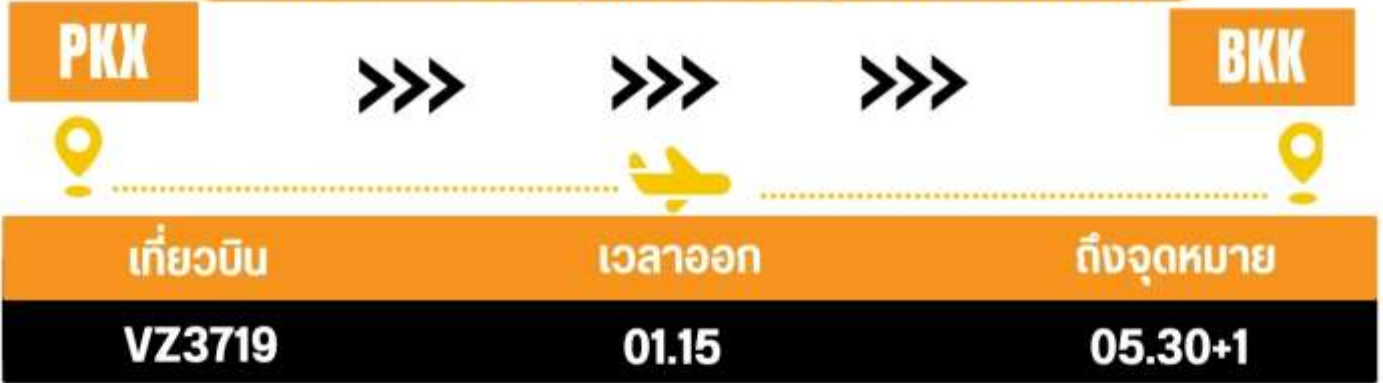 PKX >>> >>> >>> BKK
เที่ยวบิน เวลาออก ถึงจุดหมาย
VZ3719 01.15 05.30+1